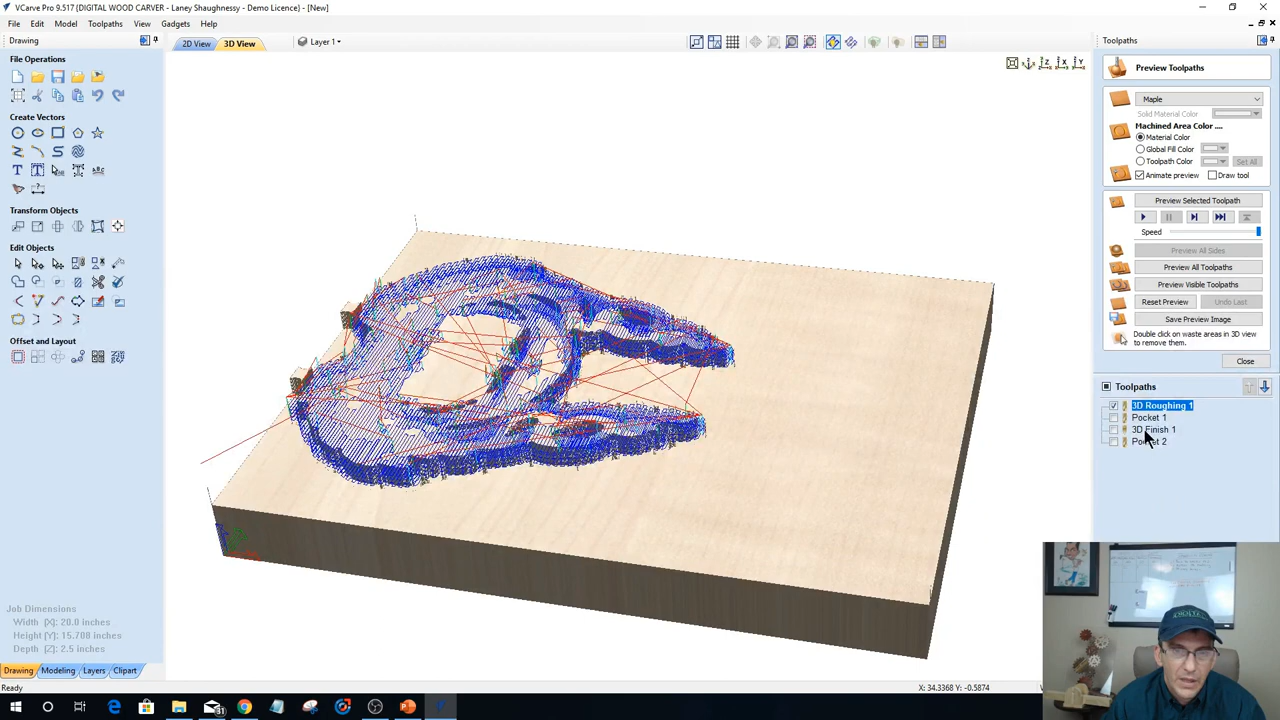 VCarve Pro 9.517 {DIGITAL WOOD CARVER} - Laney Shaughnessy - Demo Licence} - [New]
File Edit Model Toolpaths View Gadgets Help
Drawing
2D View 3D View Layer 1
Toolpaths
File Operations
Create Vectors
Transform Objects
Edit Objects
Offset and Layout
Job Dimensions
Width (X): 20.0 inches
Height (Y): 15.708 inches
Depth (Z): 2.5 inches
Drawing Modeling Layers Clipart
Ready
X: 34.3368 Y: -0.5874
Preview Toolpaths
Maple
Solid Material Color
Machined Area Color ....
Material Color
Global Fill Color
Toolpath Color Set All
Animate preview Draw tool
Preview Selected Toolpath
Speed
Preview All Sides
Preview All Toolpaths
Preview Visible Toolpaths
Reset Preview Undo Last
Save Preview Image
Double click on waste areas in 3D view
to remove them.
Close
Toolpaths
3D Roughing 1
Pocket 1
3D Finish 1
Pocket 2